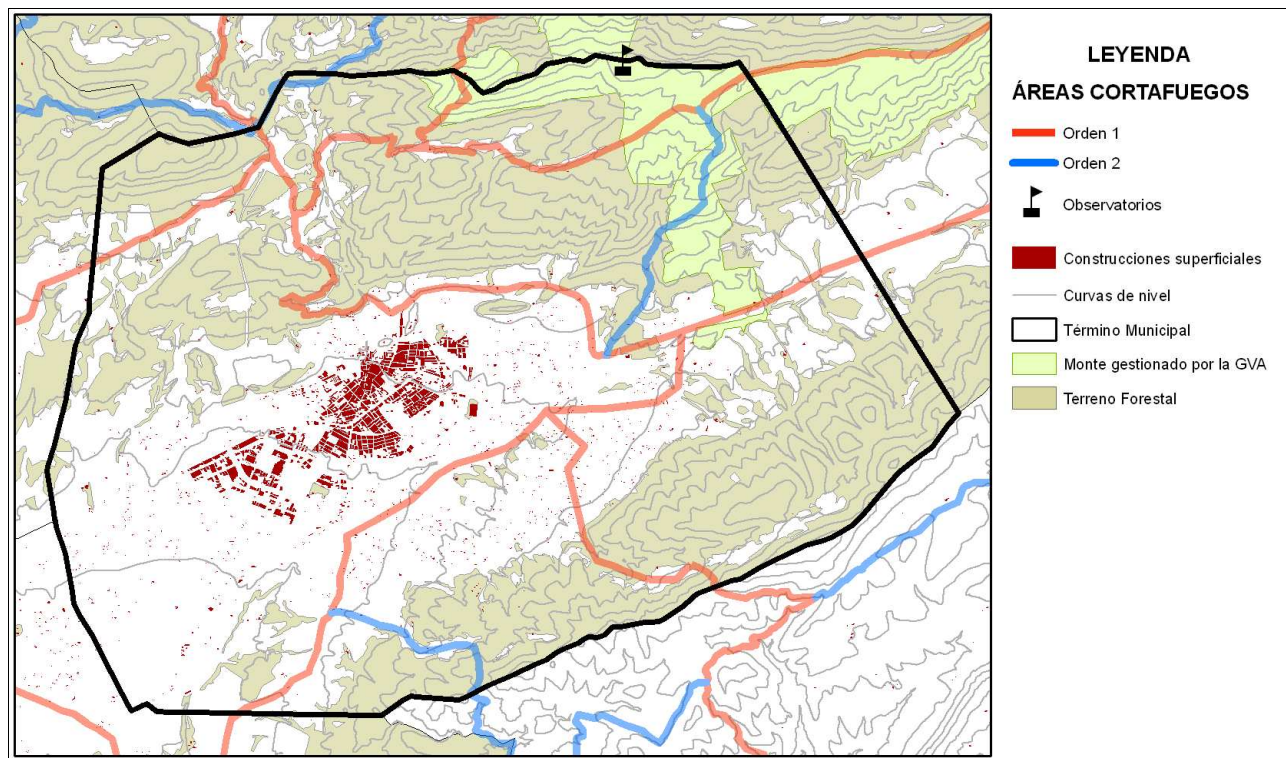 LEYENDA
ÁREAS CORTAFUEGOS
Orden 1
Orden 2
Observatorios
Construcciones superficiales
Curvas de nivel
Término Municipal
Monte gestionado por la GVA
Terreno Forestal